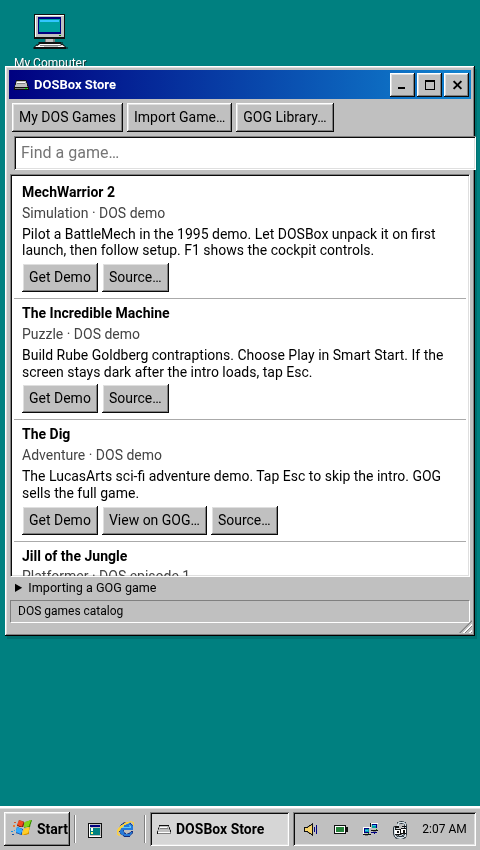 My Computer
DOSBox Store
My DOS Games
Import Game...
GOG Library...
Find a game...
MechWarrior 2
Simulation · DOS demo
Pilot a BattleMech in the 1995 demo. Let DOSBox unpack it on first
launch, then follow setup. F1 shows the cockpit controls.
Get Demo
Source...
The Incredible Machine
Puzzle · DOS demo
Build Rube Goldberg contraptions. Choose Play in Smart Start. If the
screen stays dark after the intro loads, tap Esc.
Get Demo
Source...
The Dig
Adventure · DOS demo
The LucasArts sci-fi adventure demo. Tap Esc to skip the intro. GOG
sells the full game.
Get Demo
View on GOG...
Source...
Jill of the Jungle
Platformer · DOS episode 1
Importing a GOG game
DOS games catalog
Start
DOSBox Store
2:07 AM